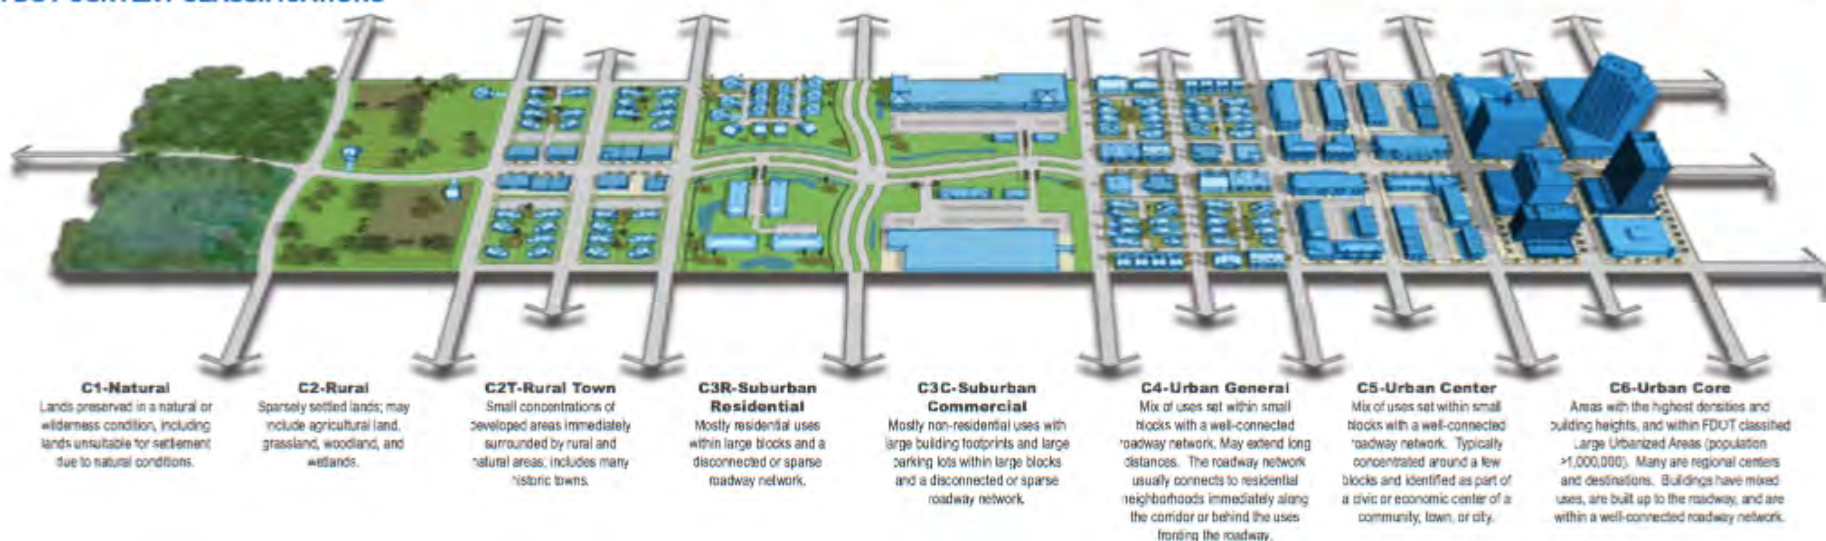 C1-Natural
Lands preserved in a natural or
wilderness condition, including
lands unsuitable for settlement
due to natural conditions.
C2-Rural
Sparsely settled lands; may
include agricultural land,
grassland, woodland, and
wetlands.
C2T-Rural Town
Small concentrations of
developed areas immediately
surrounded by rural and
natural areas; includes many
historic towns.
C3R-Suburban
Residential
Mostly residential uses
within large blocks and a
disconnected or sparse
roadway network.
C3C-Suburban
Commercial
Mostly non-residential uses with
large building footprints and large
parking lots within large blocks
and a disconnected or sparse
roadway network.
C4-Urban General
Mix of uses set within small
blocks with a well-connected
roadway network. May extend long
distances. The roadway network
usually connects to residential
neighborhoods immediately along
the corridor or behind the uses
fronting the roadway.
C5-Urban Center
Mix of uses set within small
blocks with a well-connected
roadway network. Typically
concentrated around a few
blocks and identified as part of
a civic or economic center of a
community, town, or city.
C6-Urban Core
Areas with the highest densities and
building heights, and within FDOT classified
Large Urbanized Areas (population
>1,000,000). Many are regional centers
and destinations. Buildings have mixed
uses, are built up to the roadway, and are
within a well-connected roadway network.